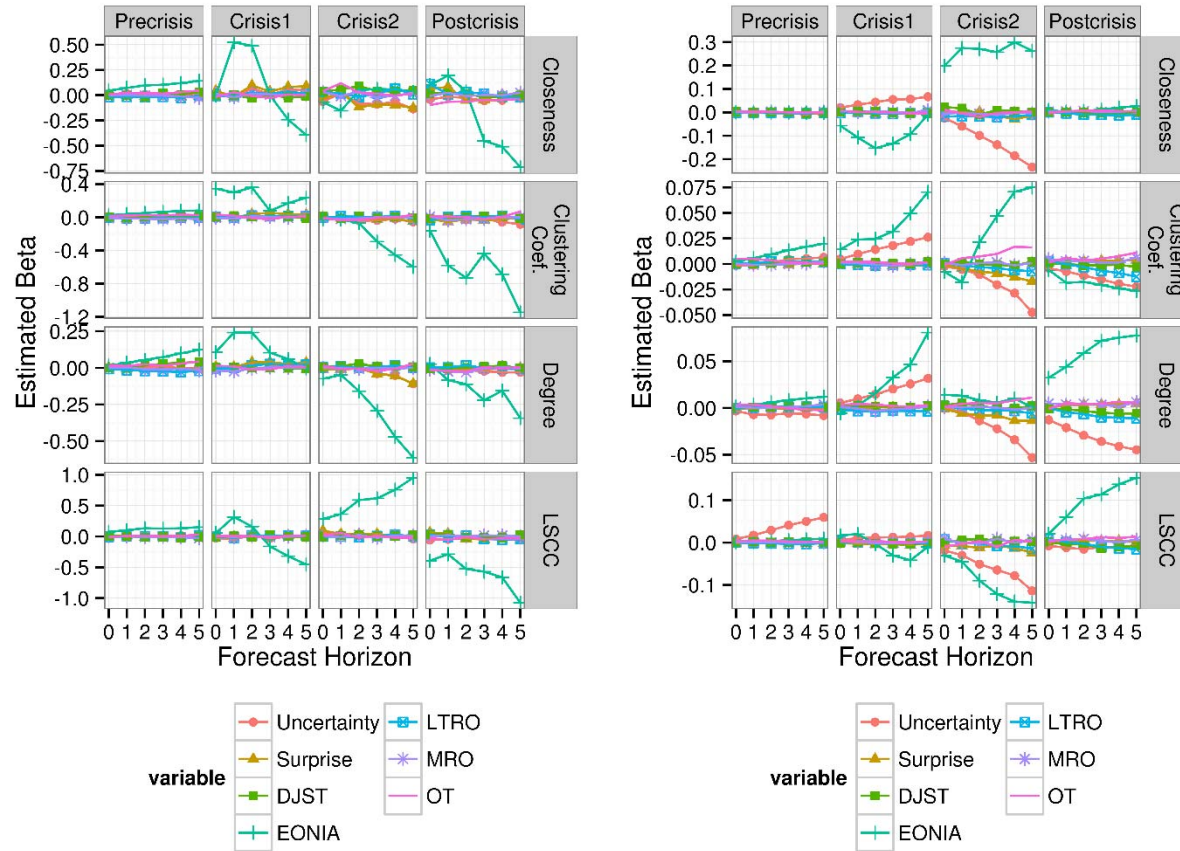 Precrisis Crisis1 Crisis2 Postcrisis
0.50
0.25
0.00
-0.25
-0.50
-0.75
Closeness
0.4
0.0
-0.4
-0.8
-1.2
Clustering
Coef.
0.25
0.00
-0.25
-0.50
Degree
1.0
0.5
0.0
-0.5
-1.0
LSCC
Estimated Beta
0 1 2 3 4 5 0 1 2 3 4 5 0 1 2 3 4 5 0 1 2 3 4 5
Forecast Horizon
variable
Uncertainty
Surprise
DJST
EONIA
LTRO
MRO
OT
Precrisis Crisis1 Crisis2 Postcrisis
0.3
0.2
0.1
0.0
-0.1
-0.2
Closeness
0.075
0.050
0.025
0.000
-0.025
-0.050
Clustering
Coef.
0.05
0.00
-0.05
Degree
0.1
0.0
-0.1
LSCC
Estimated Beta
0 1 2 3 4 5 0 1 2 3 4 5 0 1 2 3 4 5 0 1 2 3 4 5
Forecast Horizon
variable
Uncertainty
Surprise
DJST
EONIA
LTRO
MRO
OT